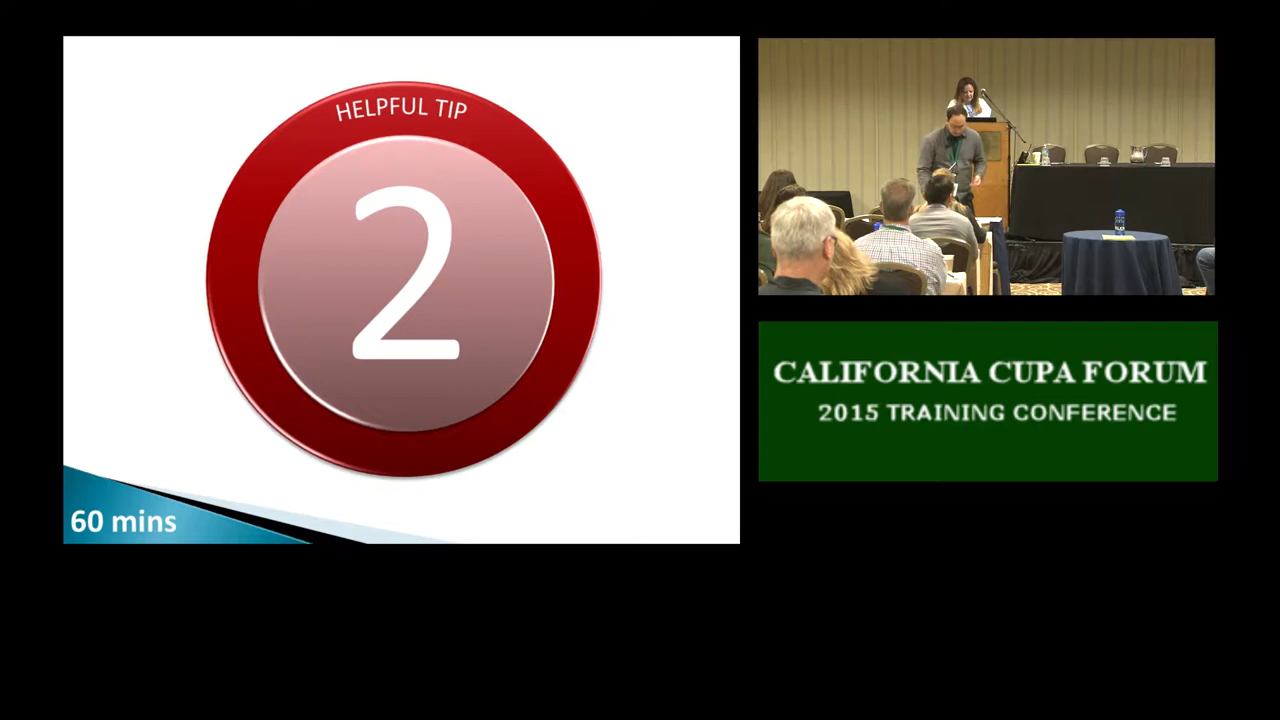 HELPFUL TIP
2
60 mins
CALIFORNIA CUPA FORUM
2015 TRAINING CONFERENCE